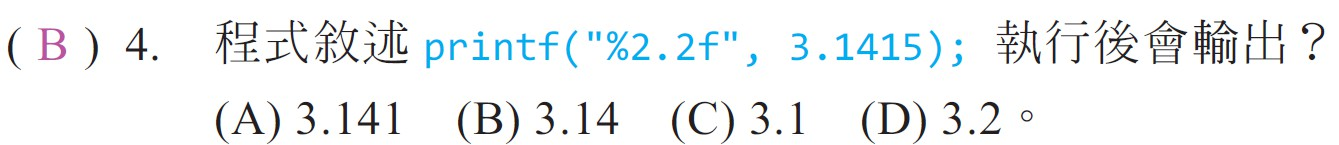 ( B ) 4. 程式敘述 printf("%2.2f", 3.1415); 執行後會輸出？
(A) 3.141 (B) 3.14 (C) 3.1 (D) 3.2。